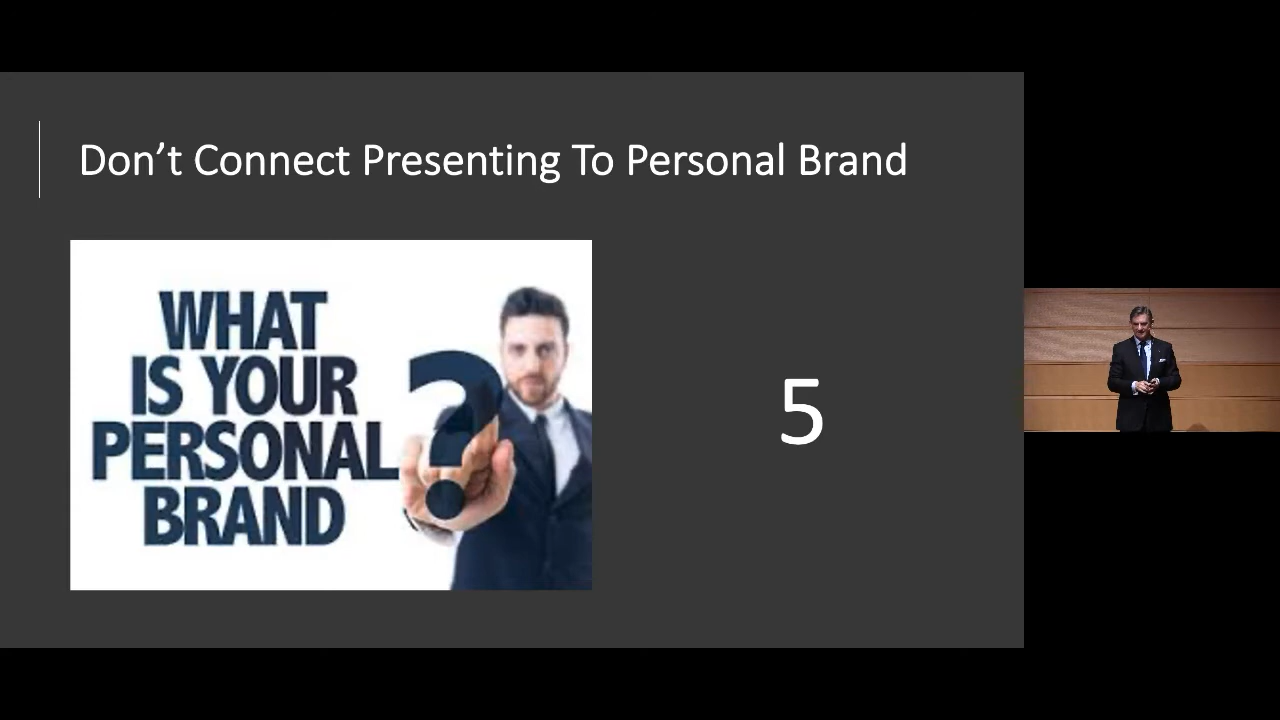 Don’t Connect Presenting To Personal Brand
WHAT
IS YOUR
PERSONAL
BRAND
?
5